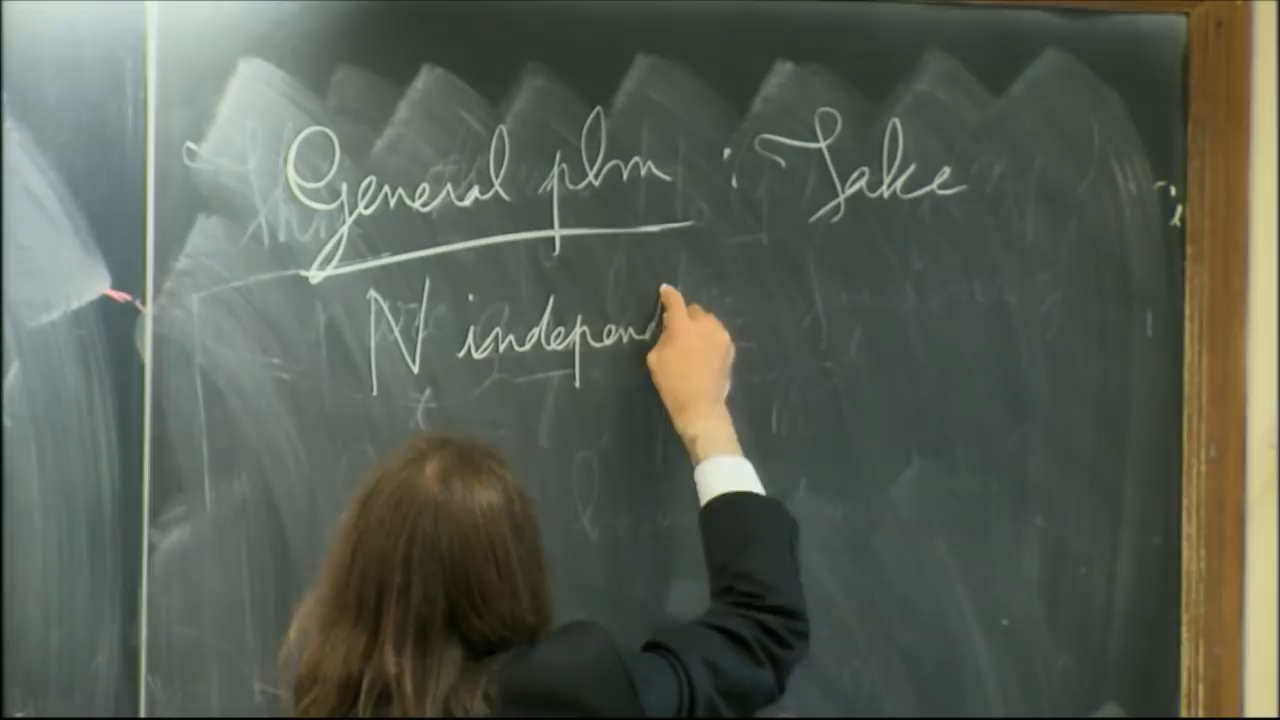 - General pbm : Take
N independ